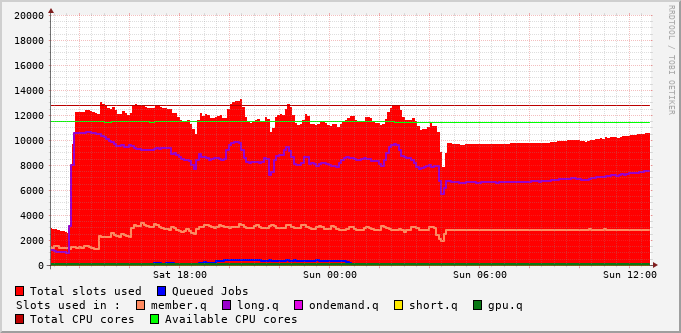 20000
18000
16000
14000
12000
10000
8000
6000
4000
2000
0
Sat 18:00 Sun 00:00 Sun 06:00 Sun 12:00
RRDTOOL / TOBI OETIKER
Total slots used Queued Jobs
Slots used in : member.q long.q ondemand.q short.q gpu.q
Total CPU cores Available CPU cores